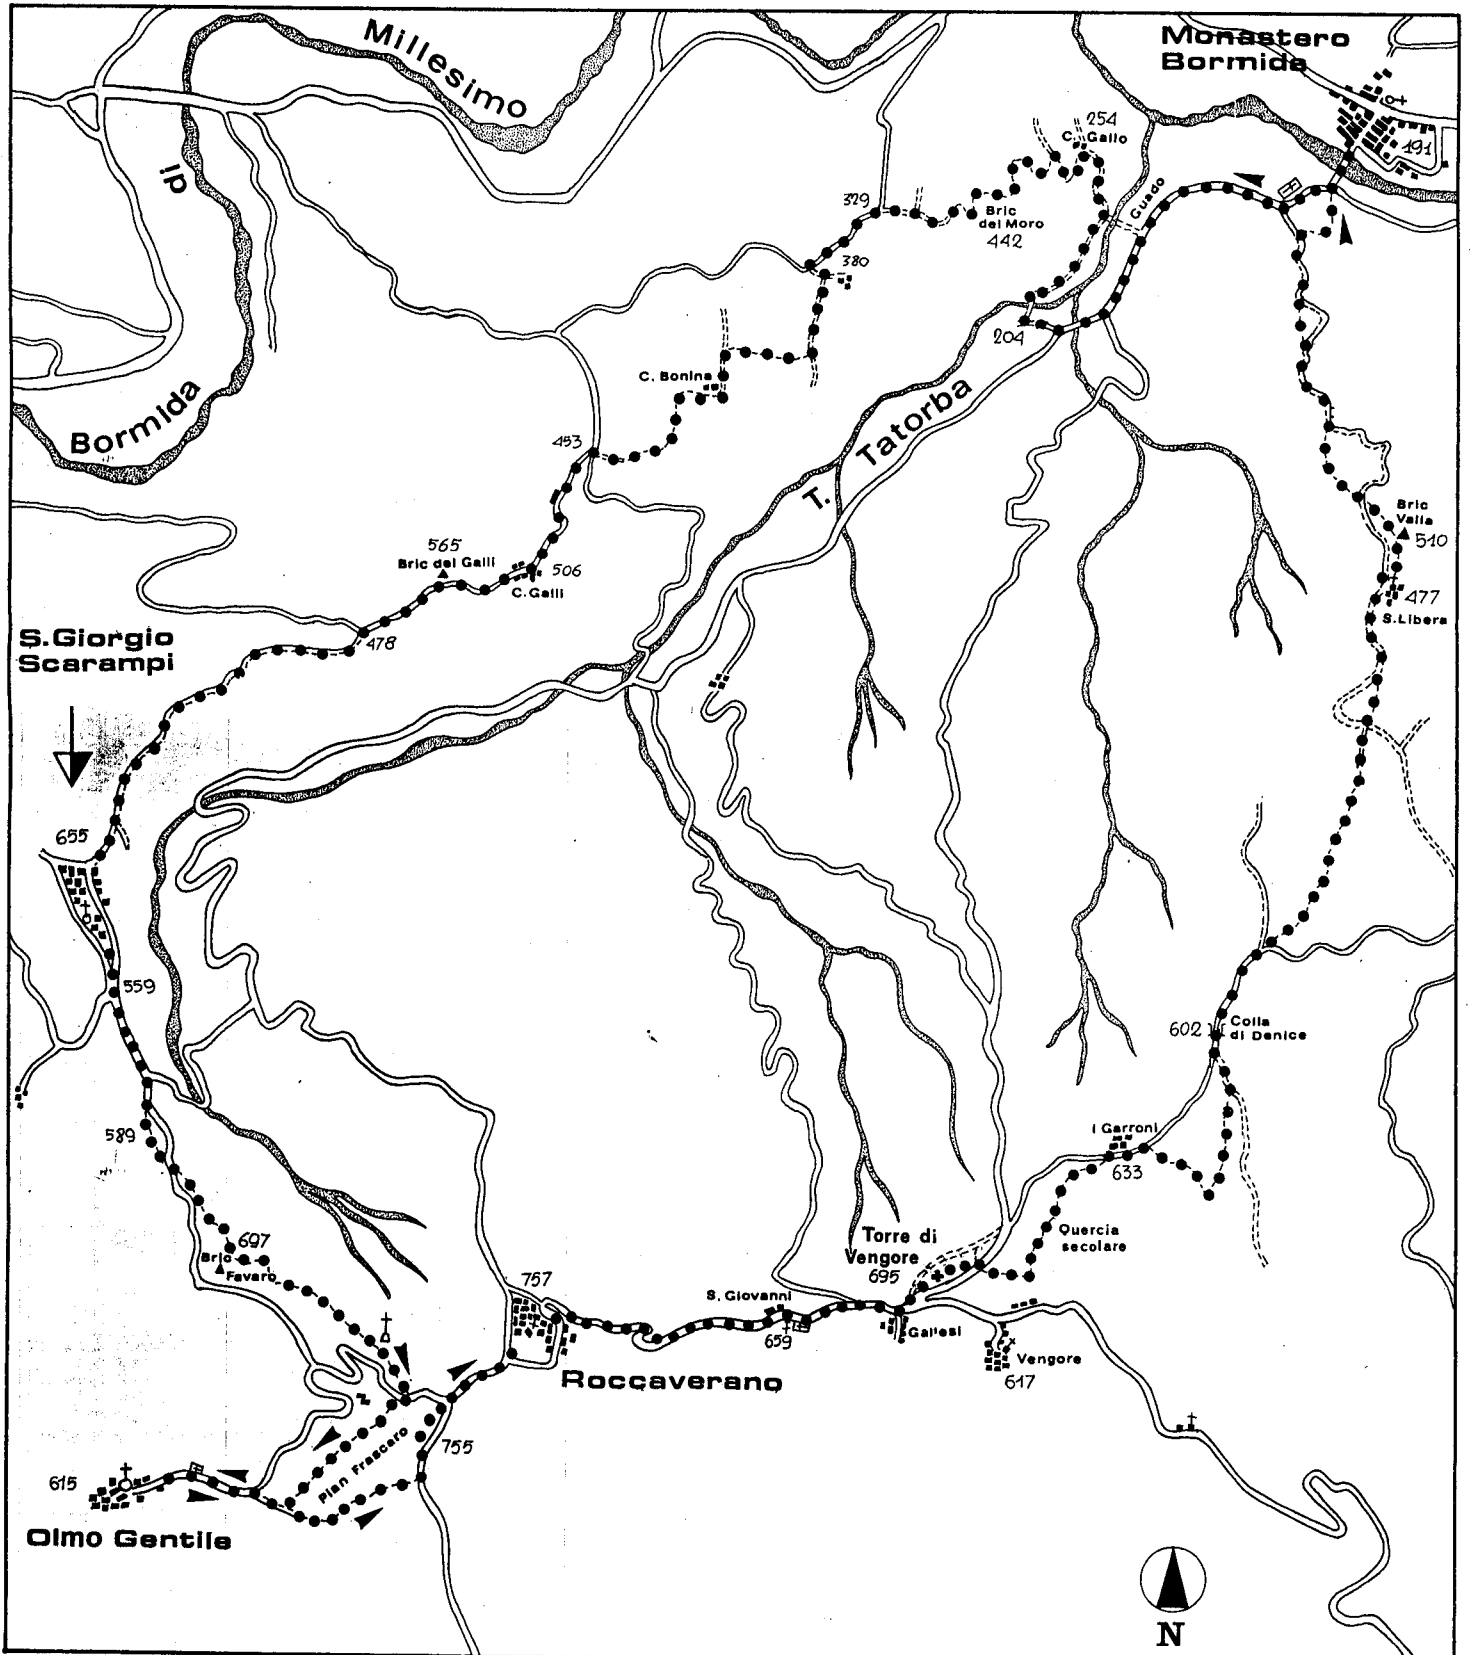 Millesimo
di
Bormida
Monastero
Bormida
191
254
C. Gallo
Guado
329
Bric
del Moro
442
380
204
C. Bonina
T. Tatorba
453
Bric
Valla
510
565
Bric dei Galli
506
C. Galli
477
S. Libera
478
S.Giorgio
Scarampi
655
559
602
Colla
di Danice
589
I Garroni
633
Quercia
secolare
Torre di
Vengore
695
697
Bric
Favaro
757
S. Giovanni
659
Gallesi
Vengore
617
Roccaverano
755
Pian Frascaro
615
Olmo Gentile
N